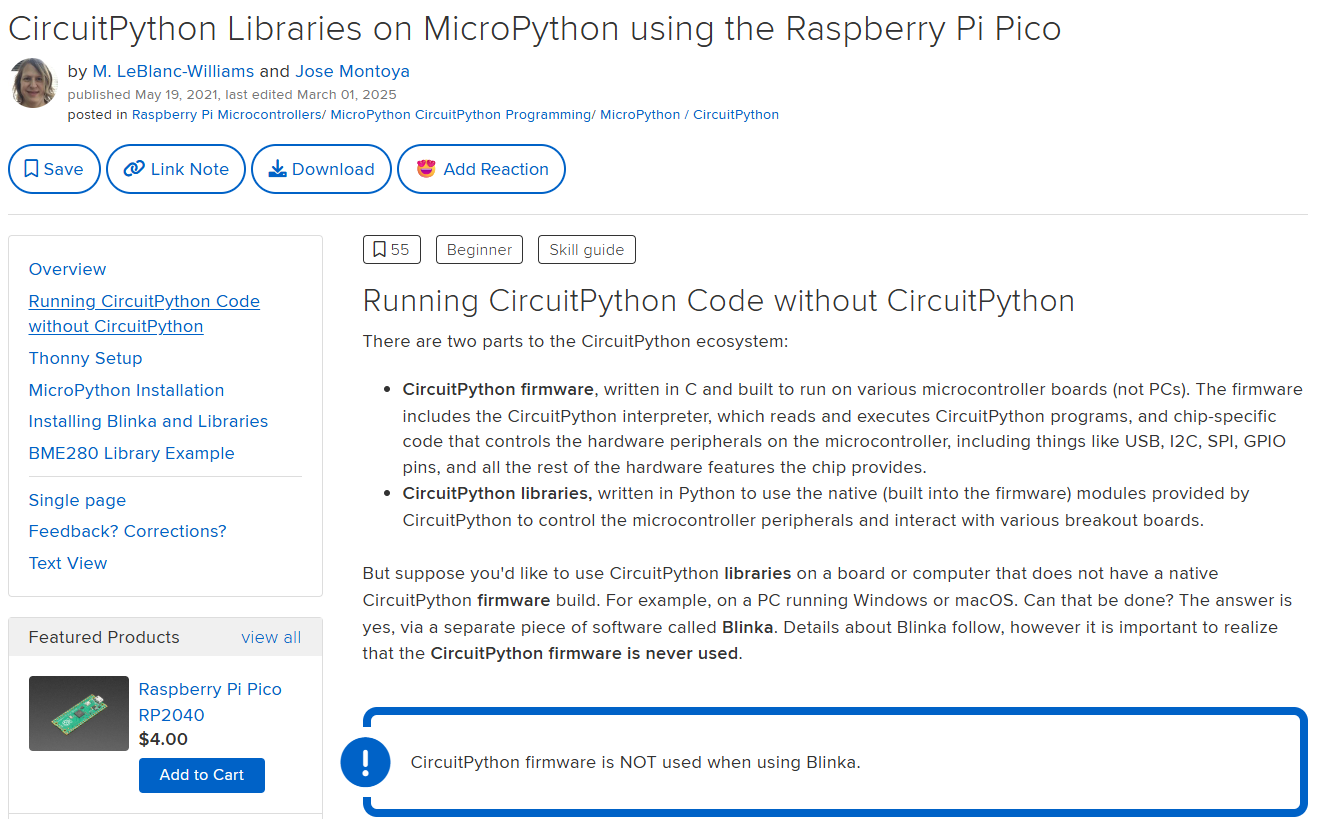 CircuitPython Libraries on MicroPython using the Raspberry Pi Pico
by M. LeBlanc-Williams and Jose Montoya
published May 19, 2021, last edited March 01, 2025
posted in Raspberry Pi Microcontrollers/ MicroPython CircuitPython Programming/ MicroPython / CircuitPython
Save
Link Note
Download
Add Reaction
Overview
Running CircuitPython Code
without CircuitPython
Thonny Setup
MicroPython Installation
Installing Blinka and Libraries
BME280 Library Example
Single page
Feedback? Corrections?
Text View
Featured Products
view all
Raspberry Pi Pico
RP2040
$4.00
Add to Cart
55
Beginner
Skill guide
Running CircuitPython Code without CircuitPython
There are two parts to the CircuitPython ecosystem:
CircuitPython firmware, written in C and built to run on various microcontroller boards (not PCs). The firmware
includes the CircuitPython interpreter, which reads and executes CircuitPython programs, and chip-specific
code that controls the hardware peripherals on the microcontroller, including things like USB, I2C, SPI, GPIO
pins, and all the rest of the hardware features the chip provides.
CircuitPython libraries, written in Python to use the native (built into the firmware) modules provided by
CircuitPython to control the microcontroller peripherals and interact with various breakout boards.
But suppose you'd like to use CircuitPython libraries on a board or computer that does not have a native
CircuitPython firmware build. For example, on a PC running Windows or macOS. Can that be done? The answer is
yes, via a separate piece of software called Blinka. Details about Blinka follow, however it is important to realize
that the CircuitPython firmware is never used.
CircuitPython firmware is NOT used when using Blinka.